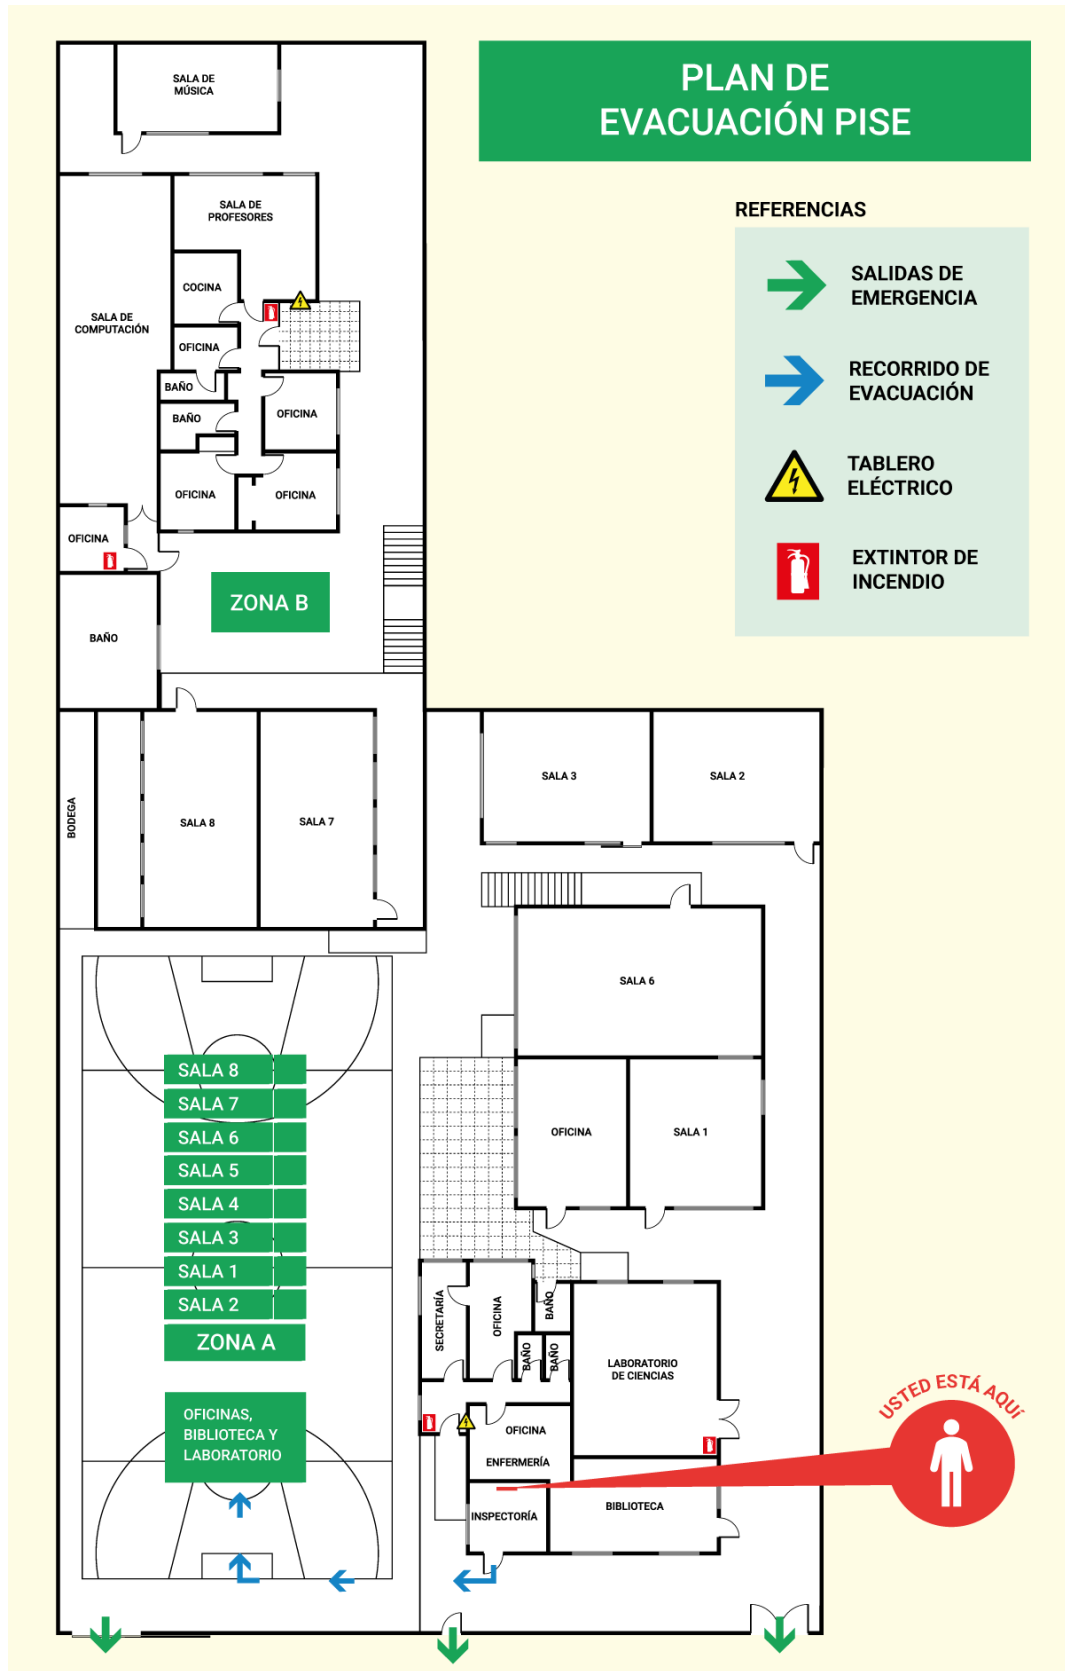 PLAN DE
EVACUACIÓN PISE
REFERENCIAS
SALIDAS DE
EMERGENCIA
RECORRIDO DE
EVACUACIÓN
TABLERO
ELÉCTRICO
EXTINTOR DE
INCENDIO
SALA DE
MÚSICA
SALA DE
PROFESORES
COCINA
SALA DE
COMPUTACIÓN
OFICINA
BAÑO
BAÑO
OFICINA
OFICINA
OFICINA
OFICINA
ZONA B
BAÑO
BODEGA
SALA 8
SALA 7
SALA 3
SALA 2
SALA 6
OFICINA
SALA 1
SALA 8
SALA 7
SALA 6
SALA 5
SALA 4
SALA 3
SALA 1
SALA 2
ZONA A
OFICINAS,
BIBLIOTECA Y
LABORATORIO
SECRETARÍA
OFICINA
BAÑO
BAÑO
BAÑO
LABORATORIO
DE CIENCIAS
OFICINA
ENFERMERÍA
INSPECTORÍA
BIBLIOTECA
USTED ESTÁ AQUÍ